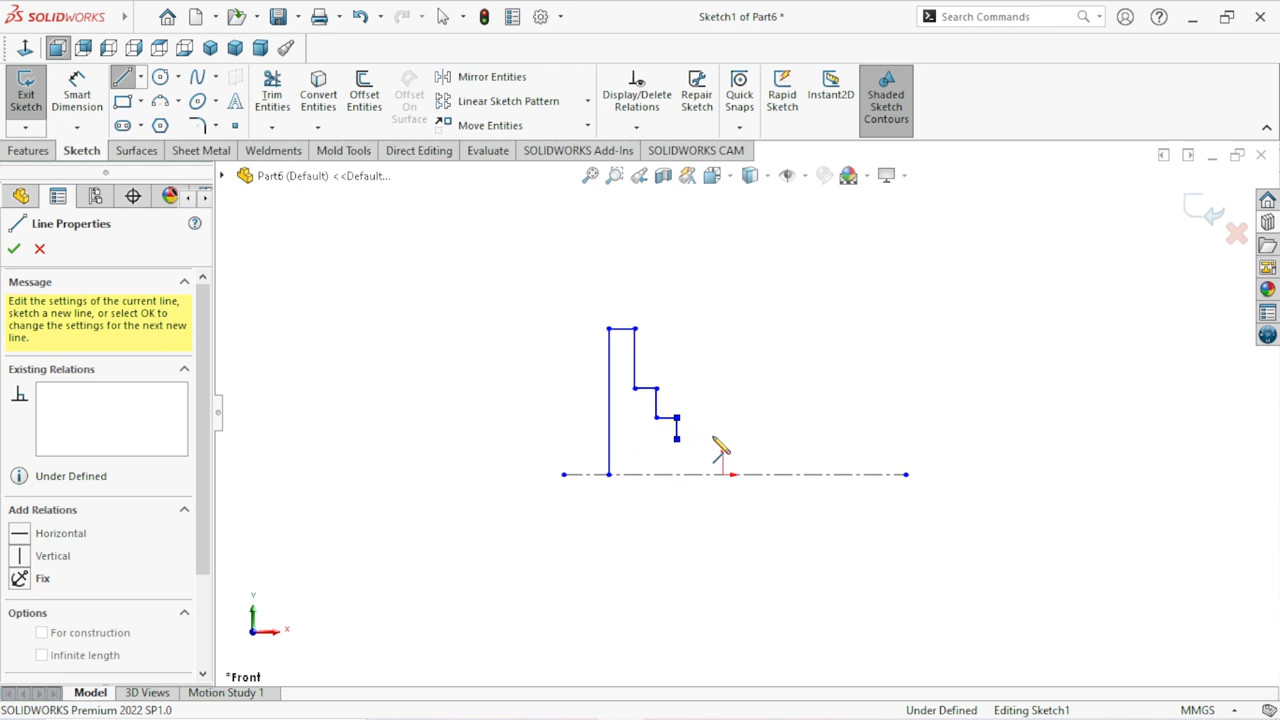 SOLIDWORKS
Sketch1 of Part6 *
Search Commands
Exit Sketch
Smart Dimension
Trim Entities
Convert Entities
Offset Entities
Offset On Surface
Mirror Entities
Linear Sketch Pattern
Move Entities
Display/Delete Relations
Repair Sketch
Quick Snaps
Rapid Sketch
Instant2D
Shaded Sketch Contours
Features
Sketch
Surfaces
Sheet Metal
Weldments
Mold Tools
Direct Editing
Evaluate
SOLIDWORKS Add-Ins
SOLIDWORKS CAM
Part6 (Default) <<Default...
Line Properties
Message
Edit the settings of the current line,
sketch a new line, or select OK to
change the settings for the next new
line.
Existing Relations
Under Defined
Add Relations
Horizontal
Vertical
Fix
Options
For construction
Infinite length
Y
X
*Front
Model
3D Views
Motion Study 1
SOLIDWORKS Premium 2022 SP1.0
Under Defined
Editing Sketch1
MMGS